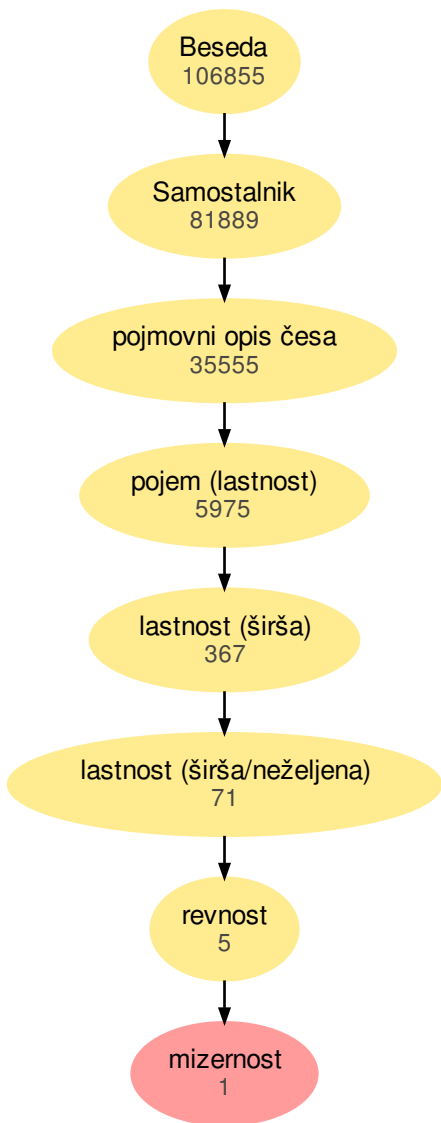 Beseda
106855
Samostalnik
81889
pojmovni opis česa
35555
pojem (lastnost)
5975
lastnost (širša)
367
lastnost (širša/neželjena)
71
revnost
5
mizernost
1